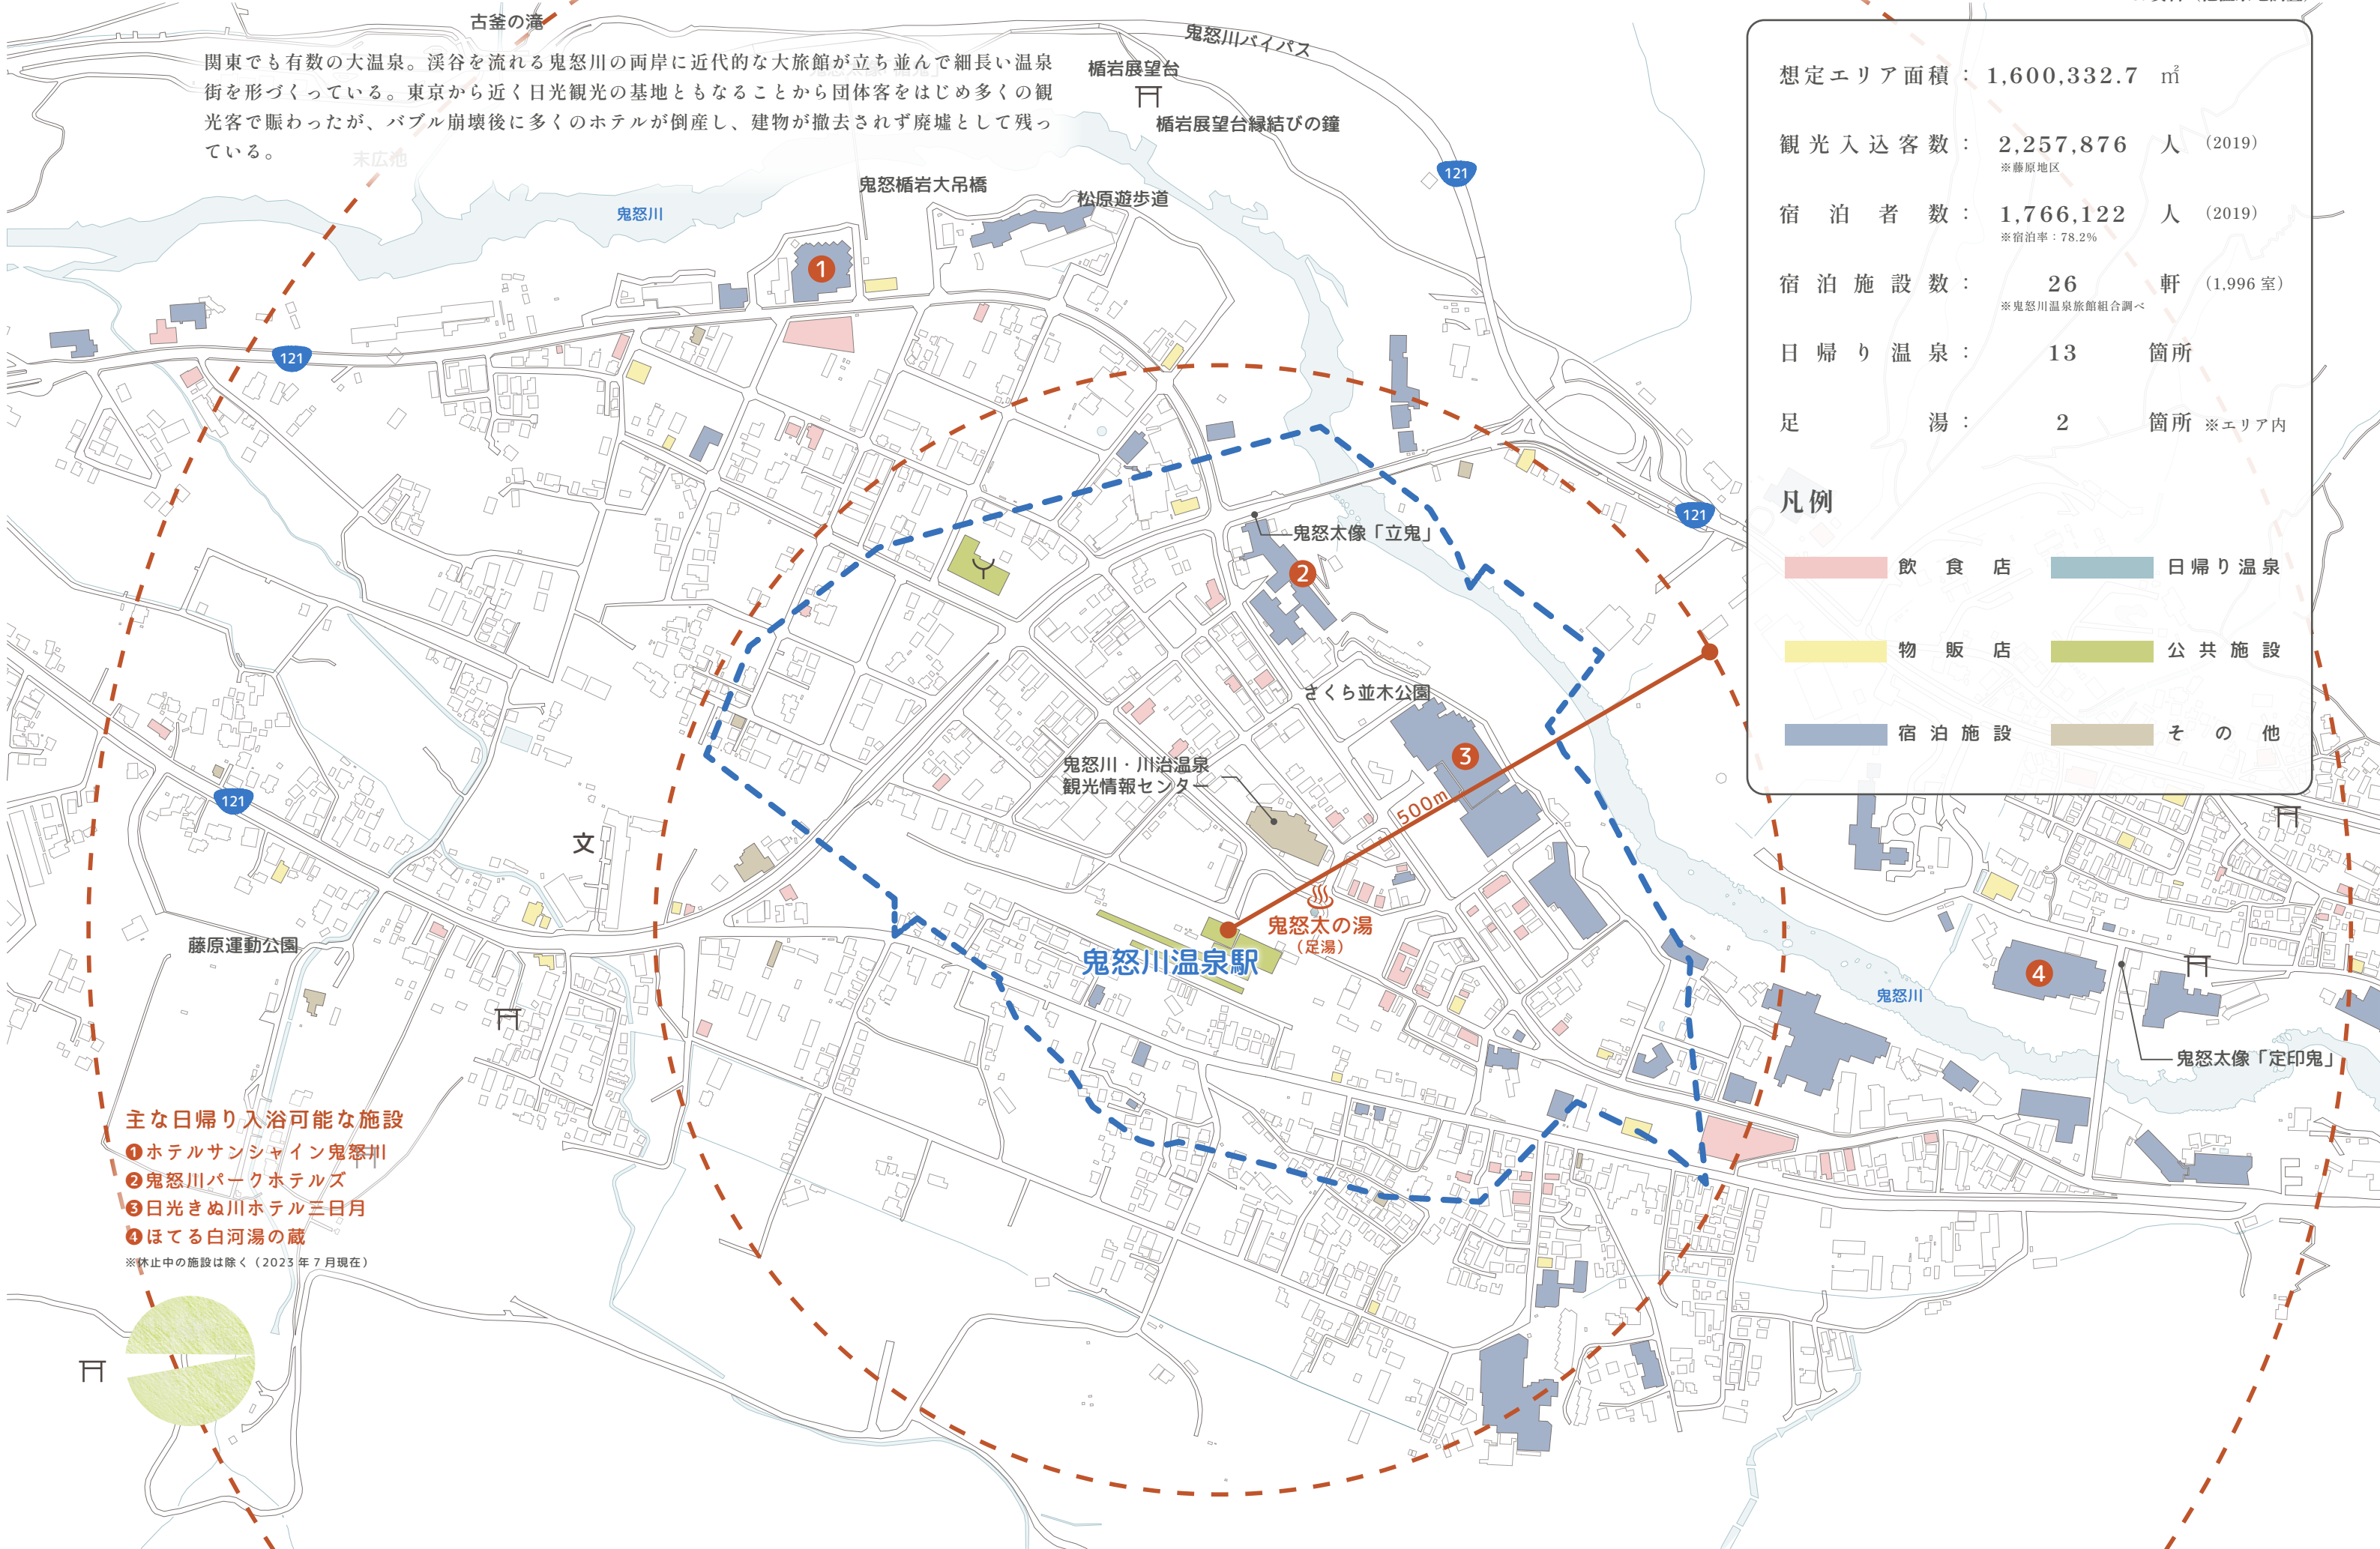 古釜の滝
関東でも有数の大温泉。渓谷を流れる鬼怒川の両岸に近代的な大旅館が立ち並んで細長い温泉
街を形づくっている。東京から近く日光観光の基地ともなることから団体客をはじめ多くの観
光客で賑わったが、バブル崩壊後に多くのホテルが倒産し、建物が撤去されず廃墟として残っ
ている。
末広池
鬼怒川バイパス
楯岩展望台
楯岩展望台縁結びの鐘
鬼怒楯岩大吊橋
松原遊歩道
鬼怒川
121
1
121
鬼怒太像「立鬼」
2
121
さくら並木公園
3
鬼怒川・川治温泉
観光情報センター
500m
121
文
鬼怒太の湯
（足湯）
鬼怒川温泉駅
藤原運動公園
4
鬼怒川
鬼怒太像「定印鬼」
想定エリア面積： 1,600,332.7 ㎡
観光入込客数： 2,257,876 人 （2019）
※藤原地区
宿泊者数： 1,766,122 人 （2019）
※宿泊率：78.2%
宿泊施設数： 26 軒 （1,996 室）
※鬼怒川温泉旅館組合調べ
日帰り温泉： 13 箇所
足湯： 2 箇所 ※エリア内
凡例
飲食店 日帰り温泉
物販店 公共施設
宿泊施設 その他
主な日帰り入浴可能な施設
❶ホテルサンシャイン鬼怒川
❷鬼怒川パークホテルズ
❸日光きぬ川ホテル三日月
❹ほてる白河湯の蔵
※休止中の施設は除く（2023 年 7 月現在）